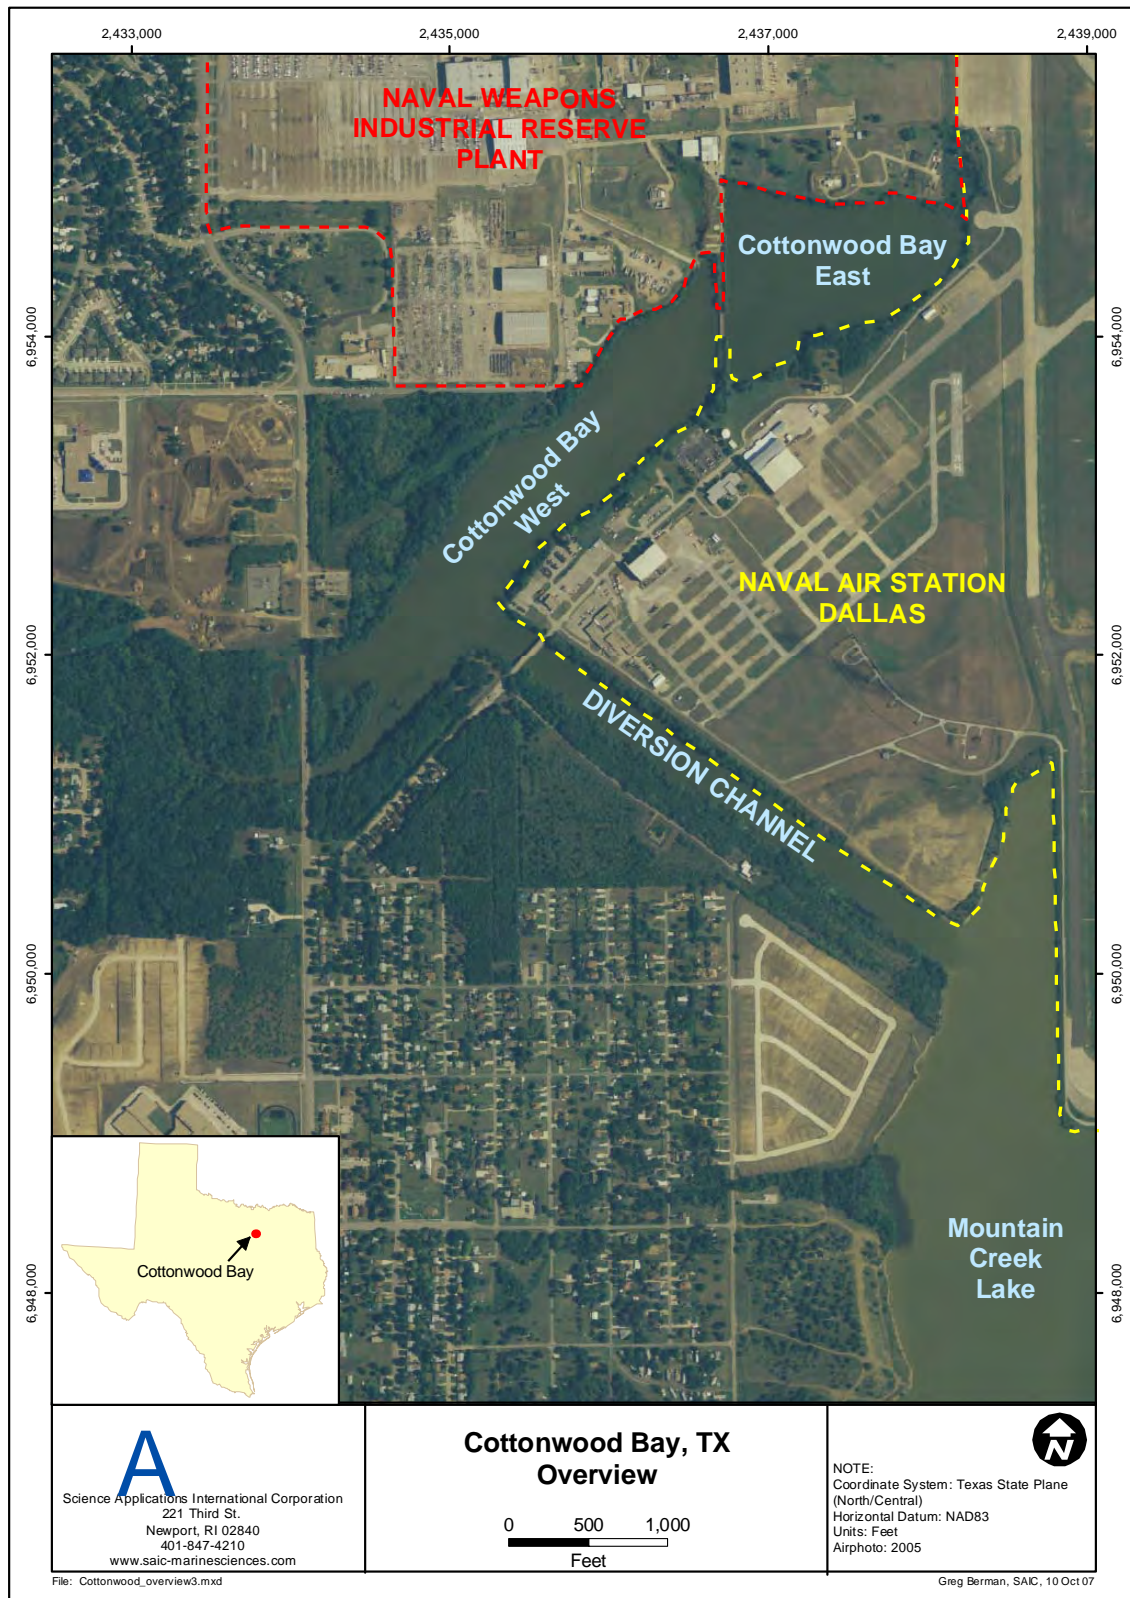 2,433,000
2,435,000
2,437,000
2,439,000
NAVAL WEAPONS
INDUSTRIAL RESERVE
PLANT
Cottonwood Bay
East
6,954,000
6,954,000
Cottonwood Bay
West
NAVAL AIR STATION
DALLAS
6,952,000
6,952,000
DIVERSION CHANNEL
6,950,000
6,950,000
Mountain
Creek
Lake
6,948,000
6,948,000
Cottonwood Bay
A
Science Applications International Corporation
221 Third St.
Newport, RI 02840
401-847-4210
www.saic-marinesciences.com
Cottonwood Bay, TX
Overview
0 500 1,000
Feet
N
NOTE:
Coordinate System: Texas State Plane
(North/Central)
Horizontal Datum: NAD83
Units: Feet
Airphoto: 2005
File: Cottonwood_overview3.mxd
Greg Berman, SAIC, 10 Oct 07